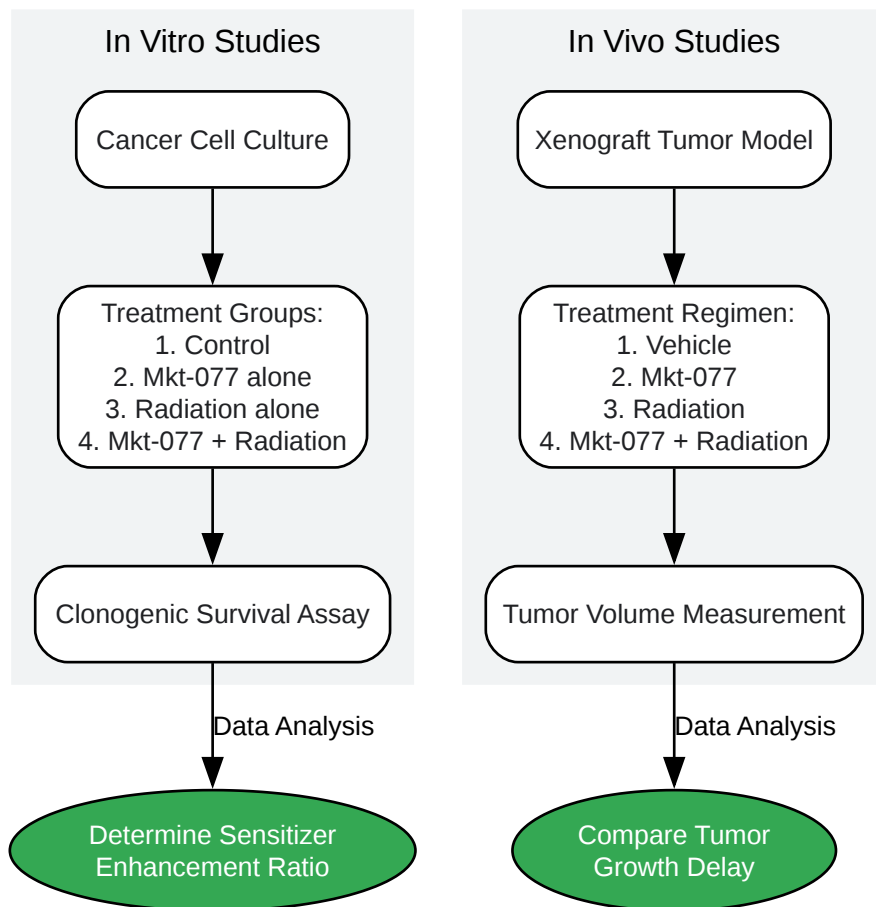 In Vitro Studies
Cancer Cell Culture
Treatment Groups:
1. Control
2. Mkt-077 alone
3. Radiation alone
4. Mkt-077 + Radiation
Clonogenic Survival Assay
Data Analysis
Determine Sensitizer
Enhancement Ratio
In Vivo Studies
Xenograft Tumor Model
Treatment Regimen:
1. Vehicle
2. Mkt-077
3. Radiation
4. Mkt-077 + Radiation
Tumor Volume Measurement
Data Analysis
Compare Tumor
Growth Delay